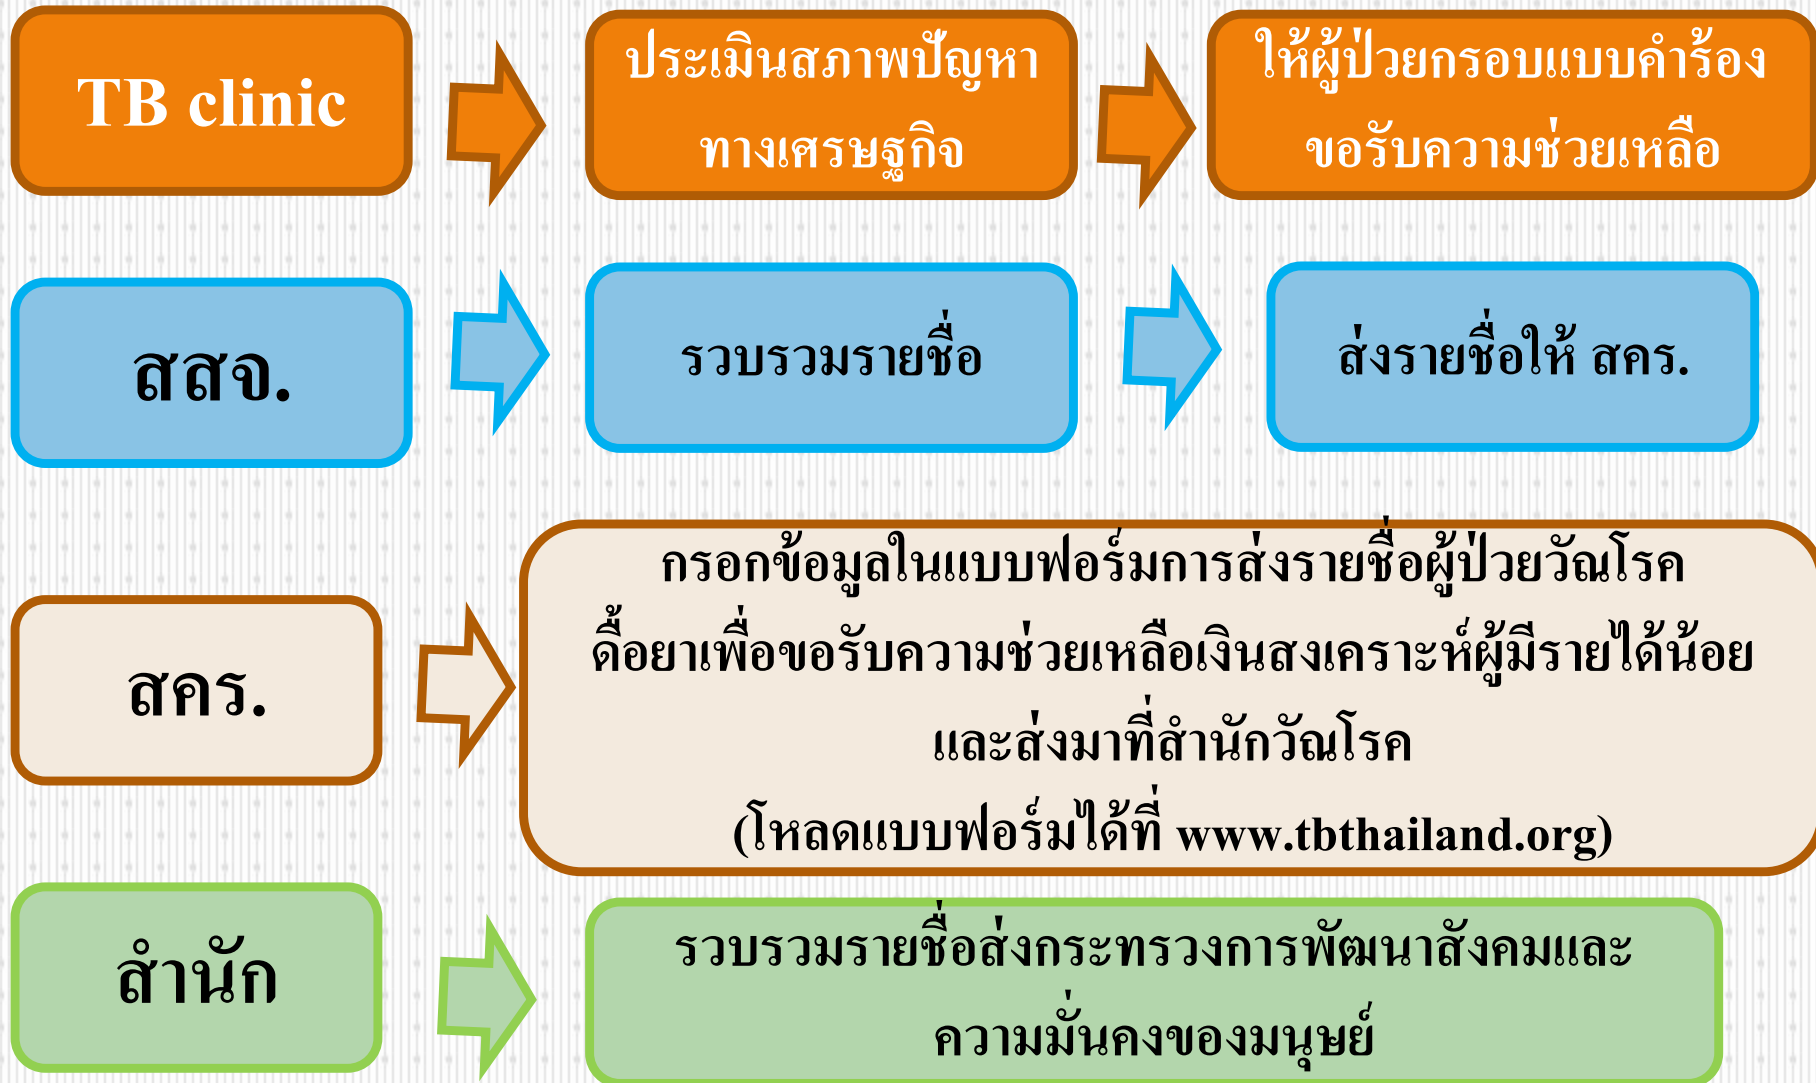 TB clinic
ประเมินสภาพปัญหา
ทางเศรษฐกิจ
ให้ผู้ป่วยกรอบแบบคำร้อง
ขอรับความช่วยเหลือ
สสจ.
รวบรวมรายชื่อ
ส่งรายชื่อให้ สคร.
สคร.
กรอกข้อมูลในแบบฟอร์มการส่งรายชื่อผู้ป่วยวัณโรค
ดื้อยาเพื่อขอรับความช่วยเหลือเงินสงเคราะห์ผู้มีรายได้น้อย
และส่งมาที่สำนักวัณโรค
(โหลดแบบฟอร์มได้ที่ www.tbthailand.org)
สำนัก
รวบรวมรายชื่อส่งกระทรวงการพัฒนาสังคมและ
ความมั่นคงของมนุษย์